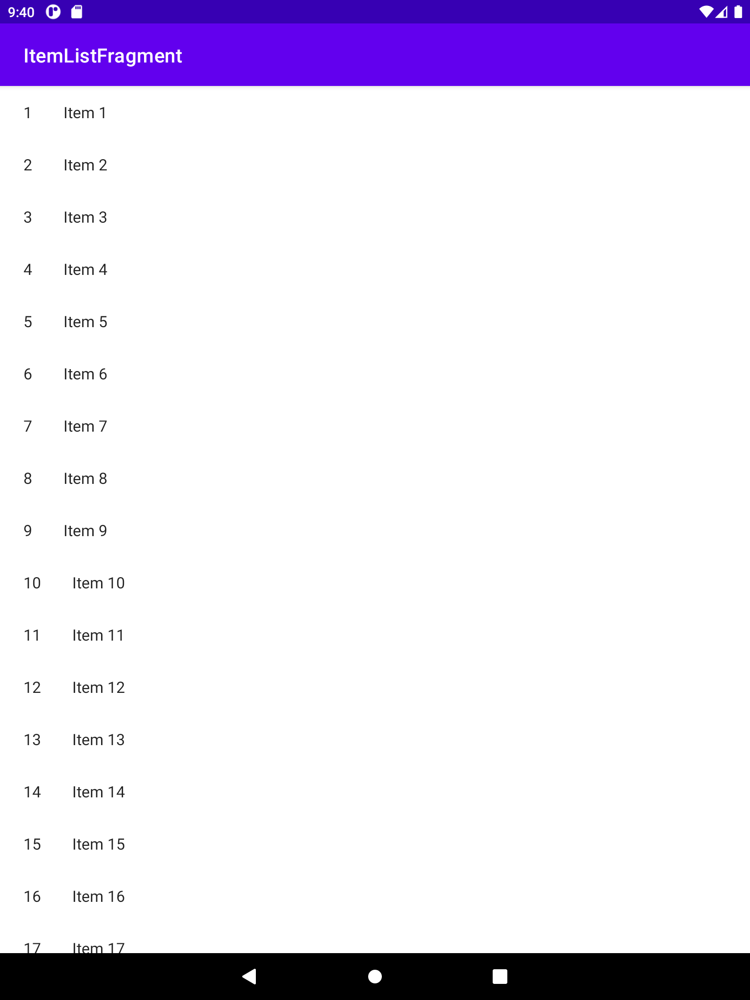 9:40
ItemListFragment
1 Item 1
2 Item 2
3 Item 3
4 Item 4
5 Item 5
6 Item 6
7 Item 7
8 Item 8
9 Item 9
10 Item 10
11 Item 11
12 Item 12
13 Item 13
14 Item 14
15 Item 15
16 Item 16
17 Item 17